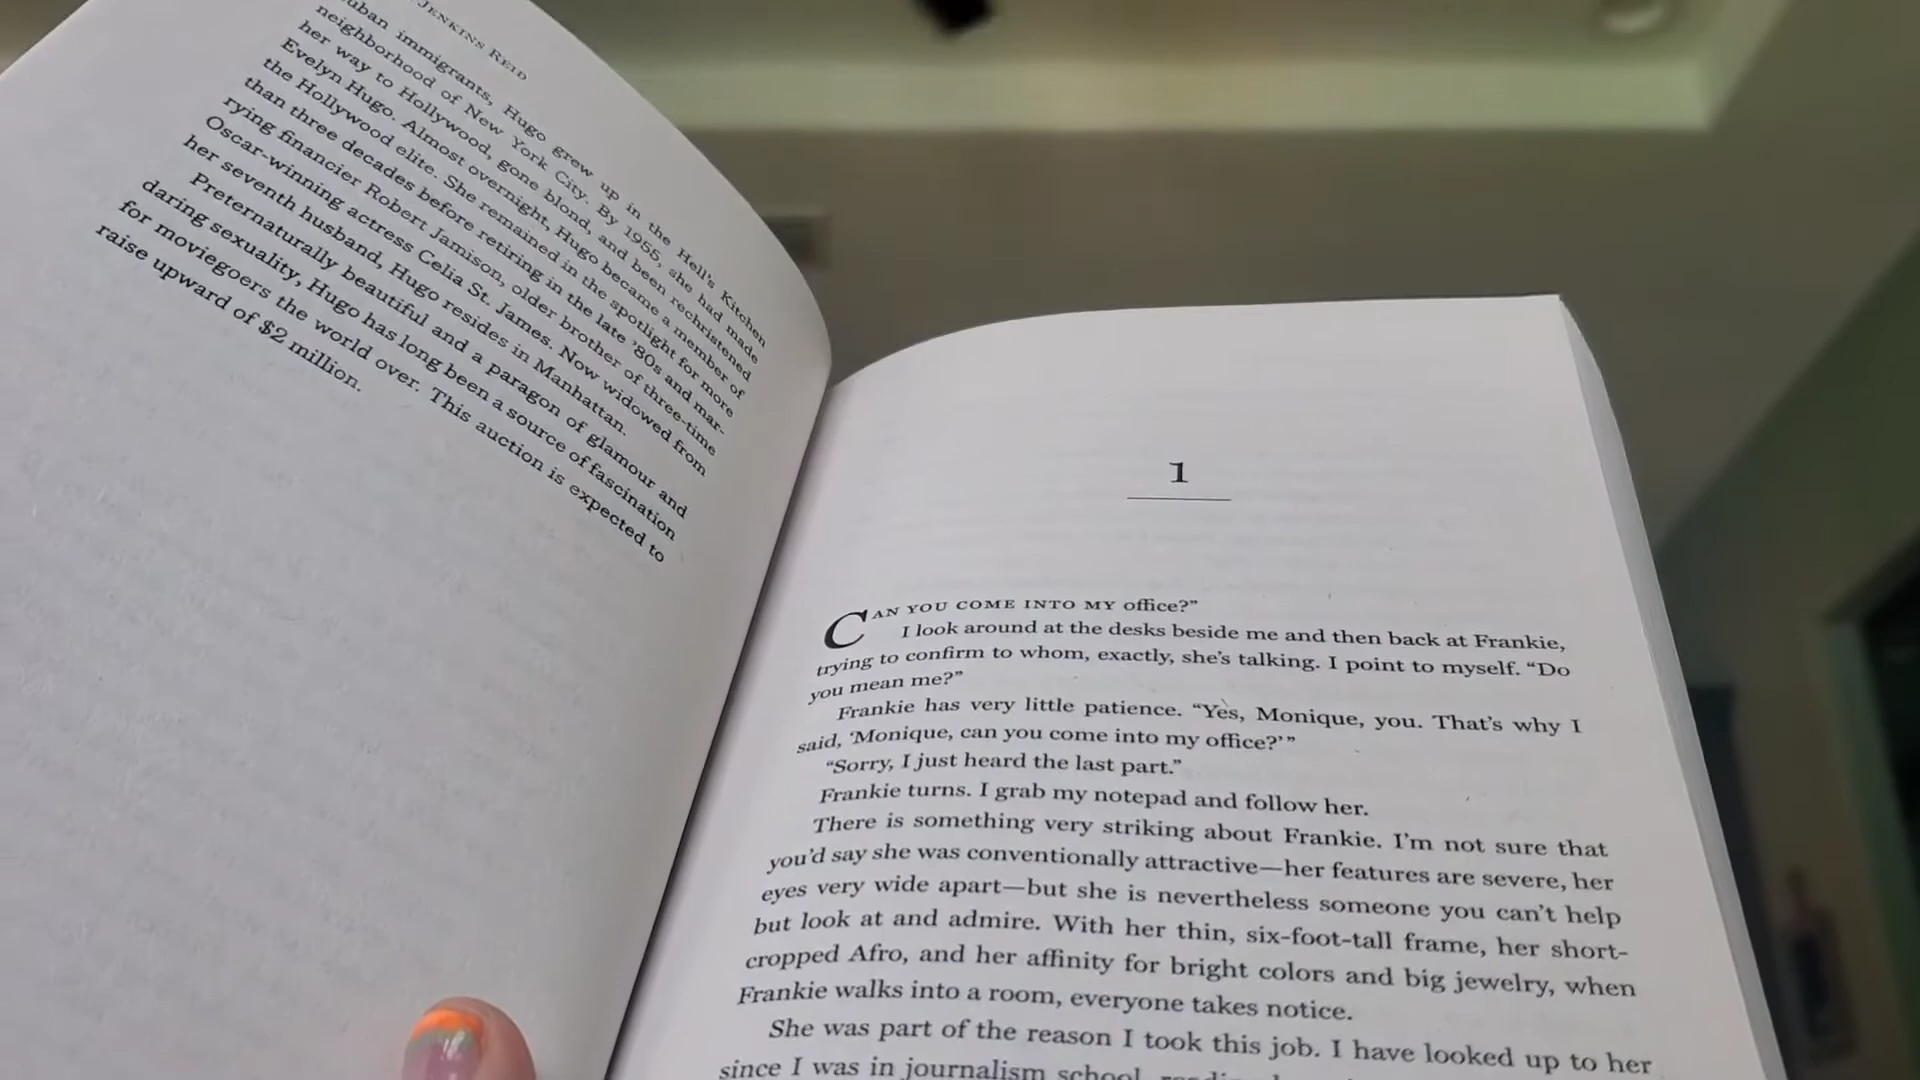 JENKINS REID
uban immigrants, Hugo grew up in the Hell's Kitchen
neighborhood of New York City. By 1955, she had made
her way to Hollywood, gone blond, and been rechristened
Evelyn Hugo. Almost overnight, Hugo became a member of
the Hollywood elite. She remained in the spotlight for more
than three decades before retiring in the late '80s and mar-
rying financier Robert Jamison, older brother of three-time
Oscar-winning actress Celia St. James. Now widowed from
her seventh husband, Hugo resides in Manhattan.
Preternaturally beautiful and a paragon of glamour and
daring sexuality, Hugo has long been a source of fascination
for moviegoers the world over. This auction is expected to
raise upward of $2 million.
1
CAN YOU COME INTO MY office?”
I look around at the desks beside me and then back at Frankie,
trying to confirm to whom, exactly, she's talking. I point to myself. “Do
you mean me?”
Frankie has very little patience. “Yes, Monique, you. That's why I
said, ‘Monique, can you come into my office?’”
“Sorry, I just heard the last part.”
Frankie turns. I grab my notepad and follow her.
There is something very striking about Frankie. I'm not sure that
you'd say she was conventionally attractive—her features are severe, her
eyes very wide apart—but she is nevertheless someone you can't help
but look at and admire. With her thin, six-foot-tall frame, her short-
cropped Afro, and her affinity for bright colors and big jewelry, when
Frankie walks into a room, everyone takes notice.
She was part of the reason I took this job. I have looked up to her
since I was in journalism school,